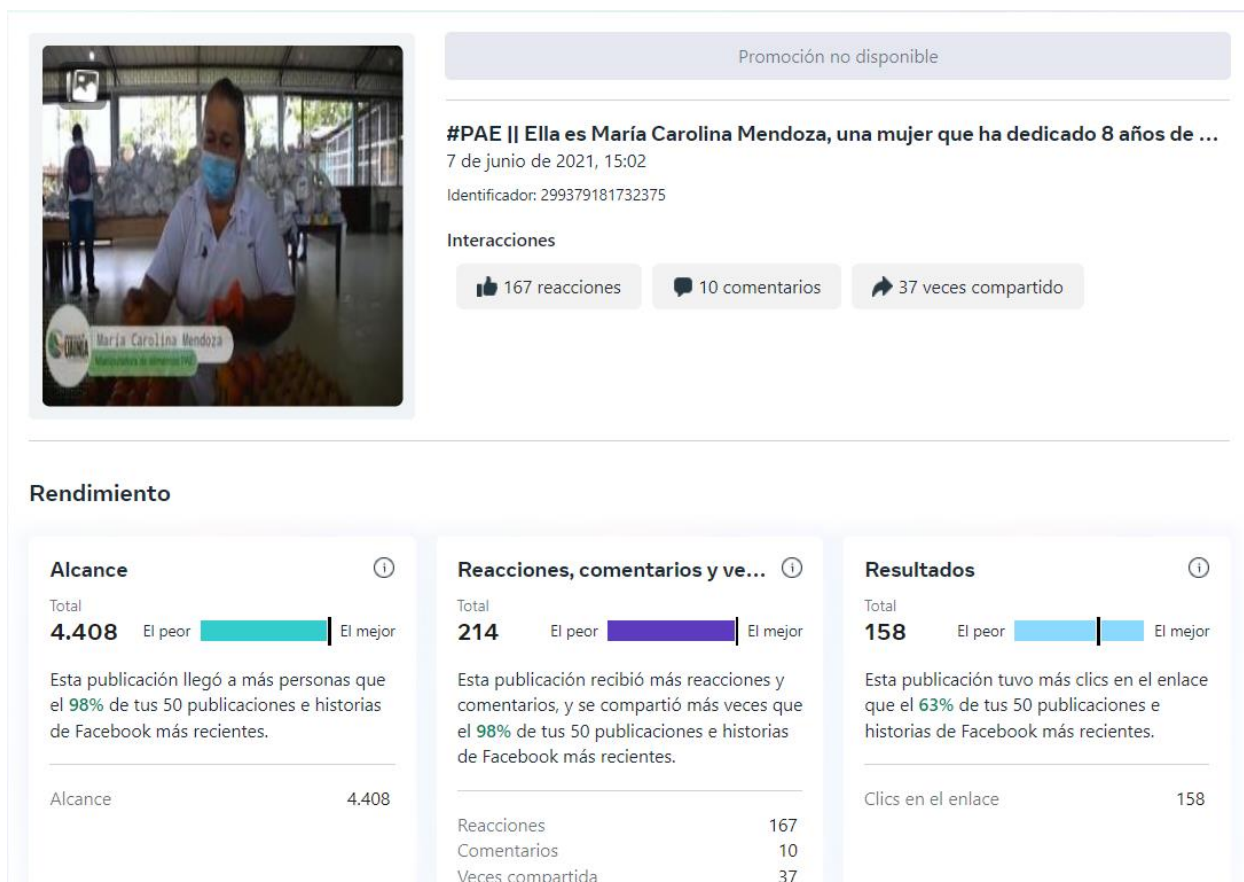 Promoción no disponible
#PAE || Ella es María Carolina Mendoza, una mujer que ha dedicado 8 años de ...
7 de junio de 2021, 15:02
Identificador: 299379181732375
Interacciones
167 reacciones
10 comentarios
37 veces compartido
María Carolina Mendoza
Manipuladora de alimentos PAE
Rendimiento
Alcance
Total
4.408 El peor El mejor
Esta publicación llegó a más personas que
el 98% de tus 50 publicaciones e historias
de Facebook más recientes.
Alcance 4.408
Reacciones, comentarios y ve...
Total
214 El peor El mejor
Esta publicación recibió más reacciones y
comentarios, y se compartió más veces que
el 98% de tus 50 publicaciones e historias
de Facebook más recientes.
Reacciones 167
Comentarios 10
Veces compartida 37
Resultados
Total
158 El peor El mejor
Esta publicación tuvo más clics en el enlace
que el 63% de tus 50 publicaciones e
historias de Facebook más recientes.
Clics en el enlace 158